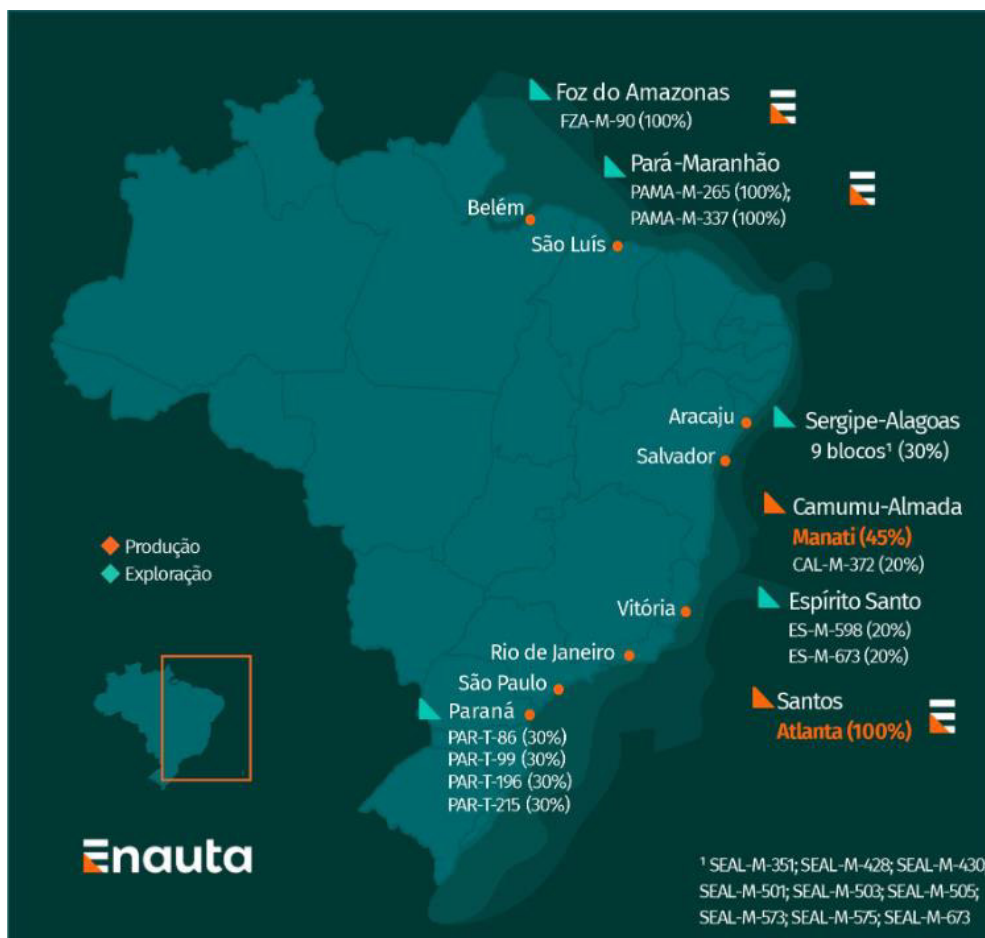 Foz do Amazonas
FZA-M-90 (100%)
Pará-Maranhão
PAMA-M-265 (100%);
PAMA-M-337 (100%)
Belém
São Luís
Aracaju
Salvador
Sergipe-Alagoas
9 blocos¹ (30%)
Camumu-Almada
Manati (45%)
CAL-M-372 (20%)
Produção
Exploração
Espírito Santo
ES-M-598 (20%)
ES-M-673 (20%)
Vitória
Rio de Janeiro
São Paulo
Paraná
PAR-T-86 (30%)
PAR-T-99 (30%)
PAR-T-196 (30%)
PAR-T-215 (30%)
Santos
Atlanta (100%)
Enauta
¹ SEAL-M-351; SEAL-M-428; SEAL-M-430
SEAL-M-501; SEAL-M-503; SEAL-M-505;
SEAL-M-573; SEAL-M-575; SEAL-M-673